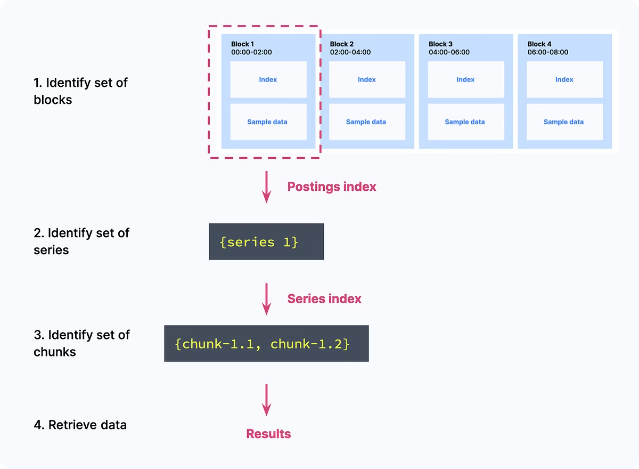 Block 1
00:00-02:00
Index
Sample data
Block 2
02:00-04:00
Index
Sample data
Block 3
04:00-06:00
Index
Sample data
Block 4
06:00-08:00
Index
Sample data
1. Identify set of
blocks
Postings index
2. Identify set of
series
{series 1}
Series index
3. Identify set of
chunks
{chunk-1.1, chunk-1.2}
4. Retrieve data
Results